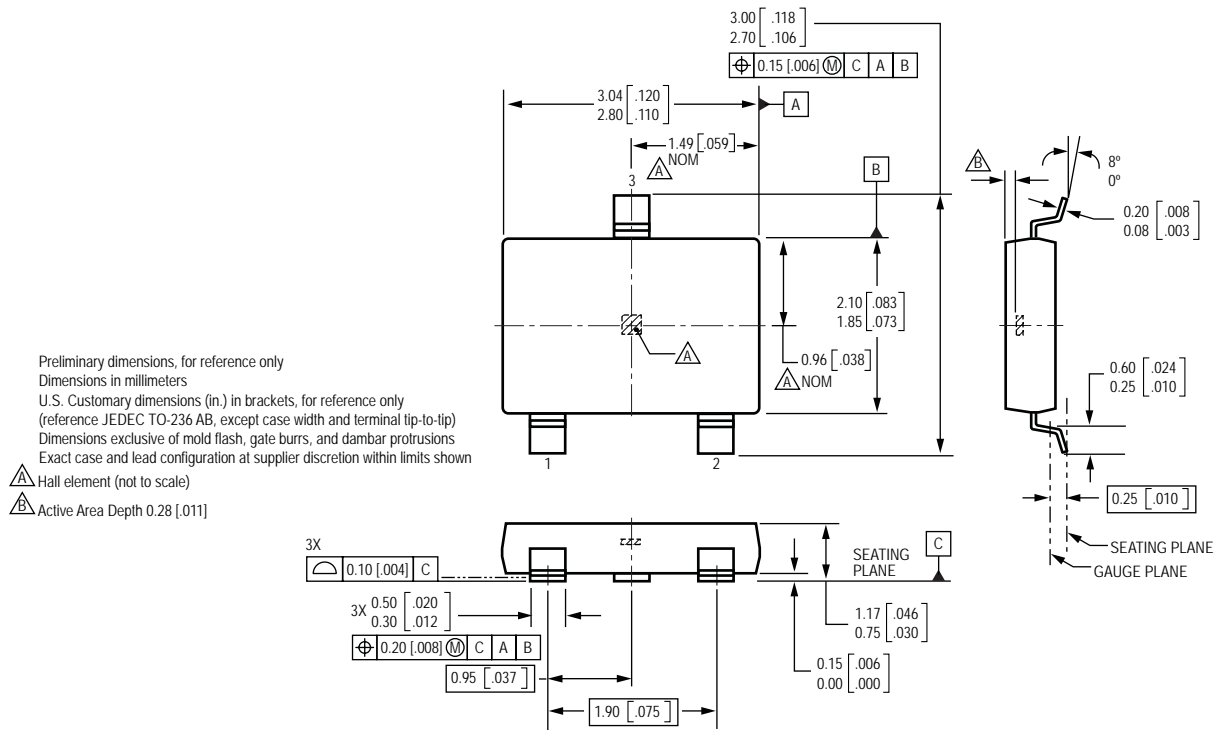 3.00 [.118
2.70 .106]
⌖ 0.15 [.006] Ⓜ C A B
3.04 [.120
2.80 .110]
A
1.49 [.059]
A NOM
3
B
B
8º
0º
0.20 [.008
0.08 .003]
2.10 [.083
1.85 .073]
A
0.96 [.038]
A NOM
0.60 [.024
0.25 .010]
Preliminary dimensions, for reference only
Dimensions in millimeters
U.S. Customary dimensions (in.) in brackets, for reference only
(reference JEDEC TO-236 AB, except case width and terminal tip-to-tip)
Dimensions exclusive of mold flash, gate burrs, and dambar protrusions
Exact case and lead configuration at supplier discretion within limits shown
A Hall element (not to scale)
B Active Area Depth 0.28 [.011]
1
2
0.25 [.010]
SEATING PLANE
GAUGE PLANE
3X
⌓ 0.10 [.004] C
SEATING
PLANE
C
3X 0.50 [.020
0.30 .012]
⌖ 0.20 [.008] Ⓜ C A B
1.17 [.046
0.75 .030]
0.95 [.037]
0.15 [.006
0.00 .000]
1.90 [.075]